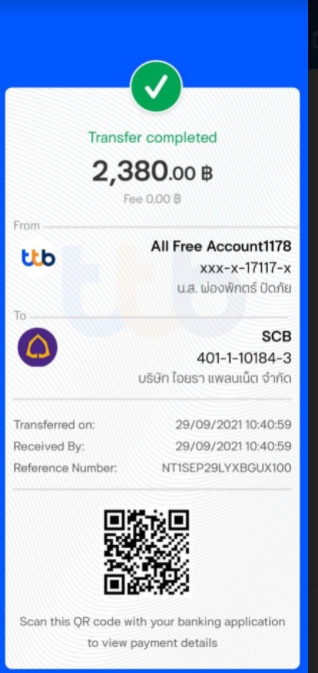 Transfer completed
2,380.00 ฿
Fee 0.00 ฿
From
ttb
All Free Account1178
xxx-x-17117-x
น.ส. ผ่องพักตร์ ปิดภัย
To
SCB
401-1-10184-3
บริษัท ไอยรา แพลนเน็ต จำกัด
Transferred on: 29/09/2021 10:40:59
Received By: 29/09/2021 10:40:59
Reference Number: NT1SEP29LYXBGUX100
Scan this QR code with your banking application
to view payment details